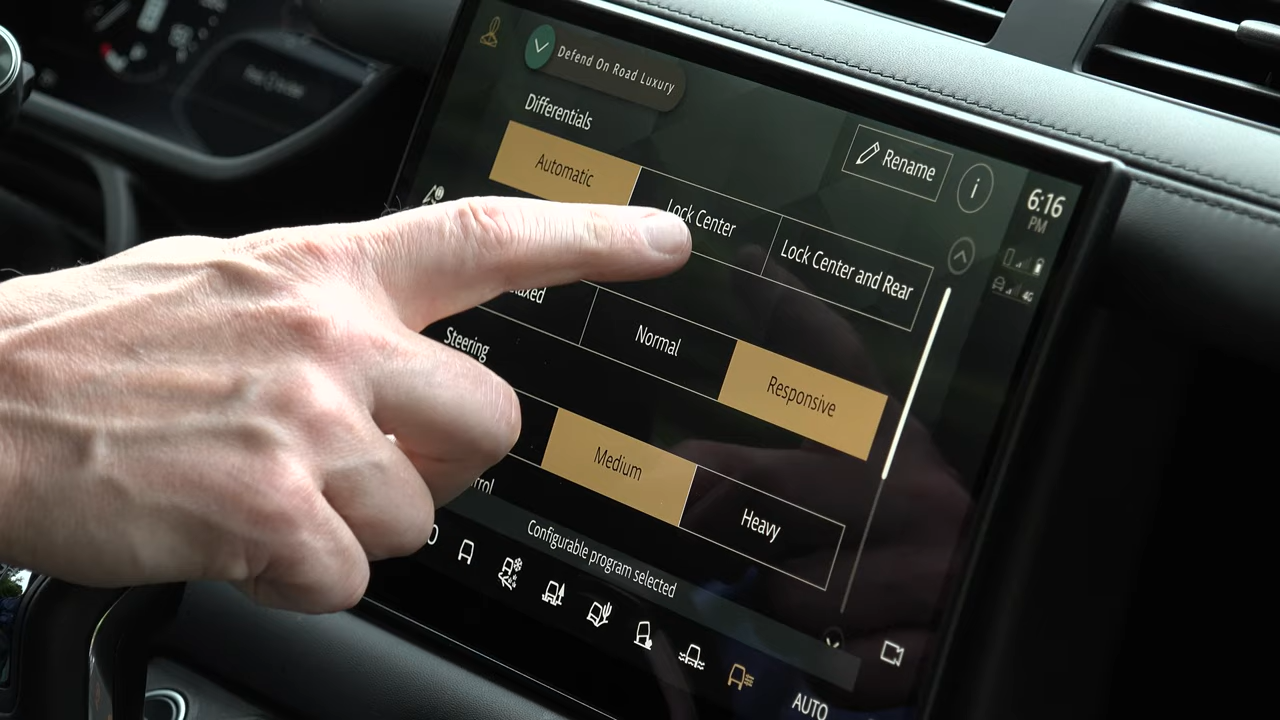 Defend On Road Luxury
Differentials
Rename
i
6:16
PM
Automatic
Lock Center
Lock Center and Rear
4G
Normal
Responsive
Steering
Medium
Heavy
Configurable program selected
AUTO